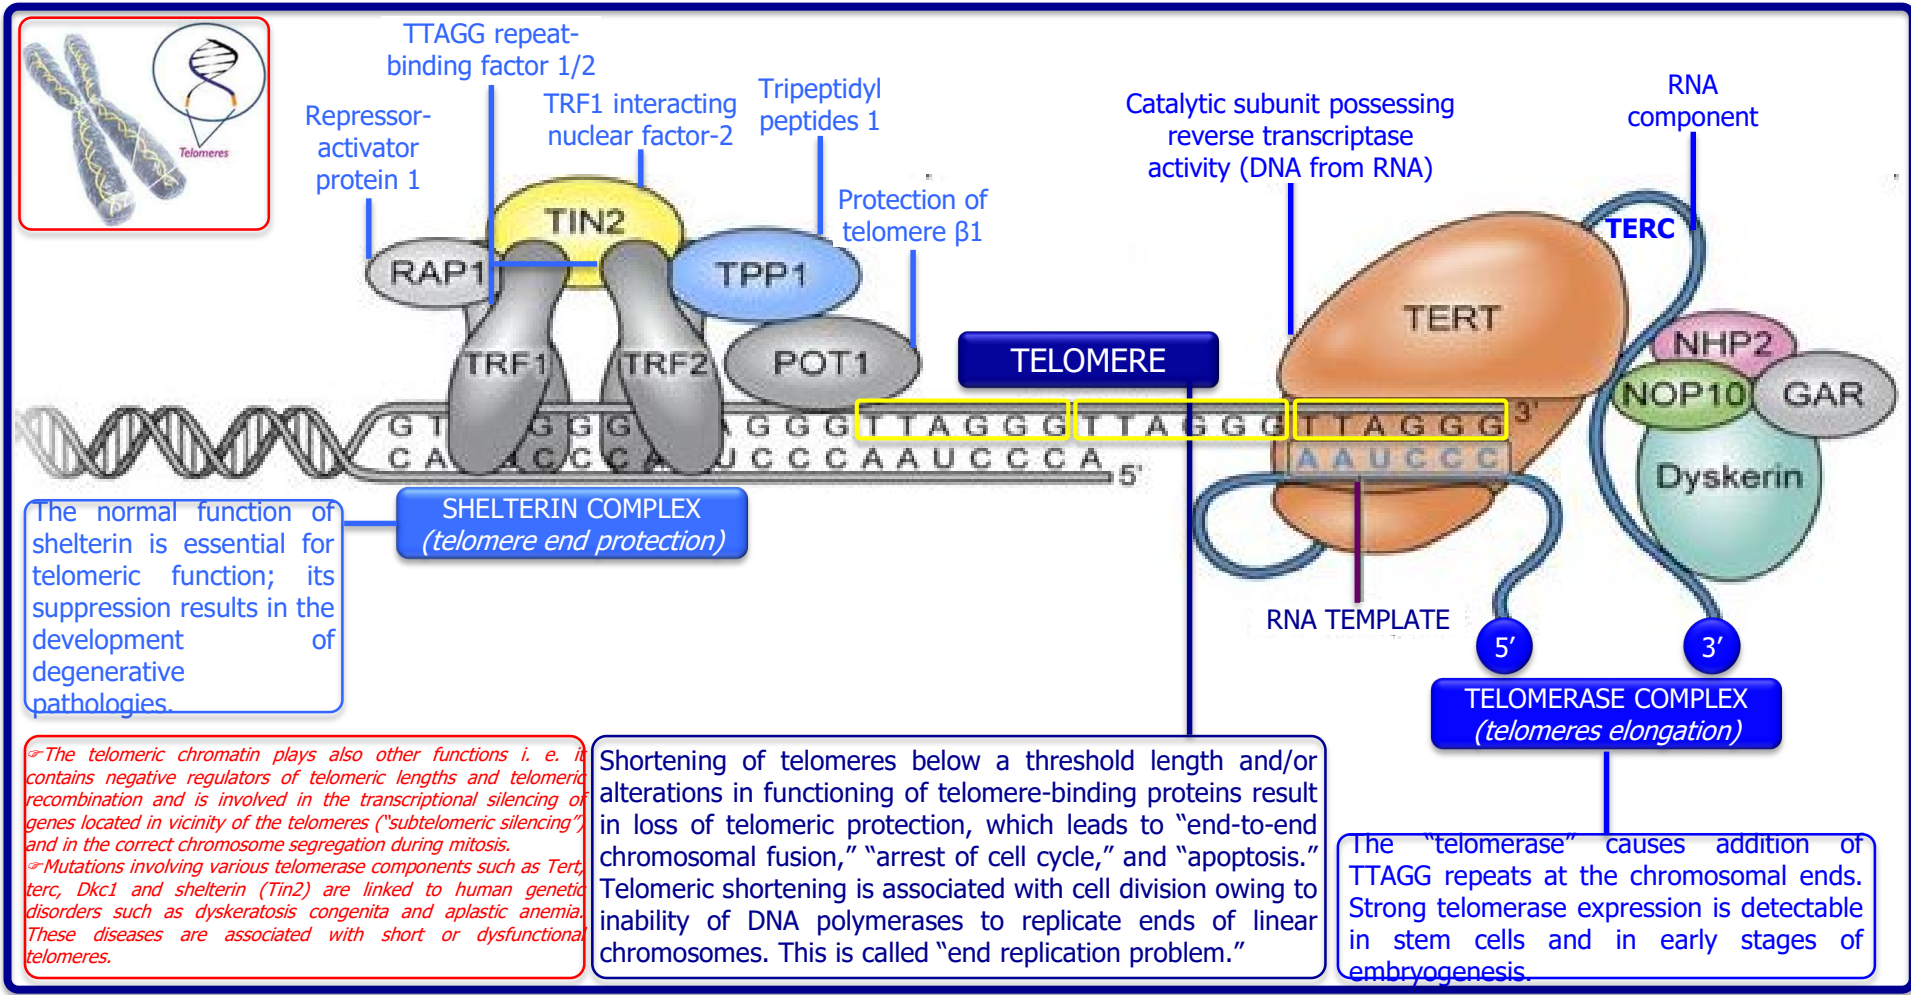 Telomeres
TTAGG repeat-
binding factor 1/2
Repressor-
activator
protein 1
TRF1 interacting
nuclear factor-2
Tripeptidyl
peptides 1
Protection of
telomere β1
Catalytic subunit possessing
reverse transcriptase
activity (DNA from RNA)
RNA
component
TERC
TIN2
RAP1
TPP1
TRF1
TRF2
POT1
TELOMERE
TERT
NHP2
NOP10
GAR
Dyskerin
G T G G G A G G G T T A G G G T T A G G G T T A G G G 3'
C A C C C A U C C C A A U C C C A 5'
A A U C C C
SHELTERIN COMPLEX
(telomere end protection)
The normal function of
shelterin is essential for
telomeric function; its
suppression results in the
development of
degenerative
pathologies.
RNA TEMPLATE
5′
3′
TELOMERASE COMPLEX
(telomeres elongation)
☞The telomeric chromatin plays also other functions i. e. it
contains negative regulators of telomeric lengths and telomeric
recombination and is involved in the transcriptional silencing of
genes located in vicinity of the telomeres (“subtelomeric silencing”)
and in the correct chromosome segregation during mitosis.
☞Mutations involving various telomerase components such as Tert,
terc, Dkc1 and shelterin (Tin2) are linked to human genetic
disorders such as dyskeratosis congenita and aplastic anemia.
These diseases are associated with short or dysfunctional
telomeres.
Shortening of telomeres below a threshold length and/or
alterations in functioning of telomere-binding proteins result
in loss of telomeric protection, which leads to “end-to-end
chromosomal fusion,” “arrest of cell cycle,” and “apoptosis.”
Telomeric shortening is associated with cell division owing to
inability of DNA polymerases to replicate ends of linear
chromosomes. This is called “end replication problem.”
The “telomerase” causes addition of
TTAGG repeats at the chromosomal ends.
Strong telomerase expression is detectable
in stem cells and in early stages of
embryogenesis.